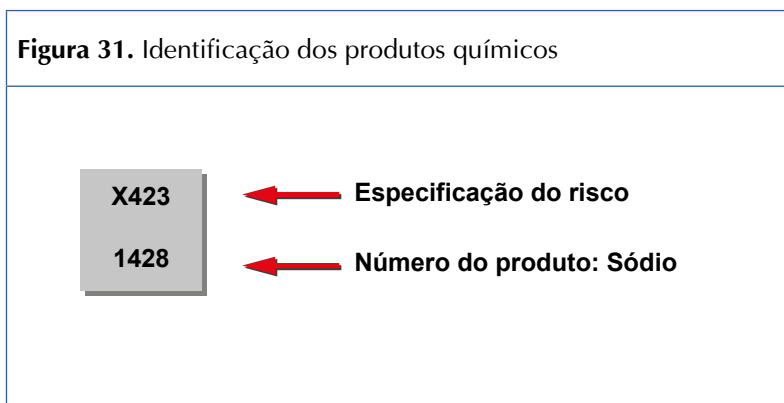 Figura 31. Identificação dos produtos químicos
X423
Especificação do risco
1428
Número do produto: Sódio